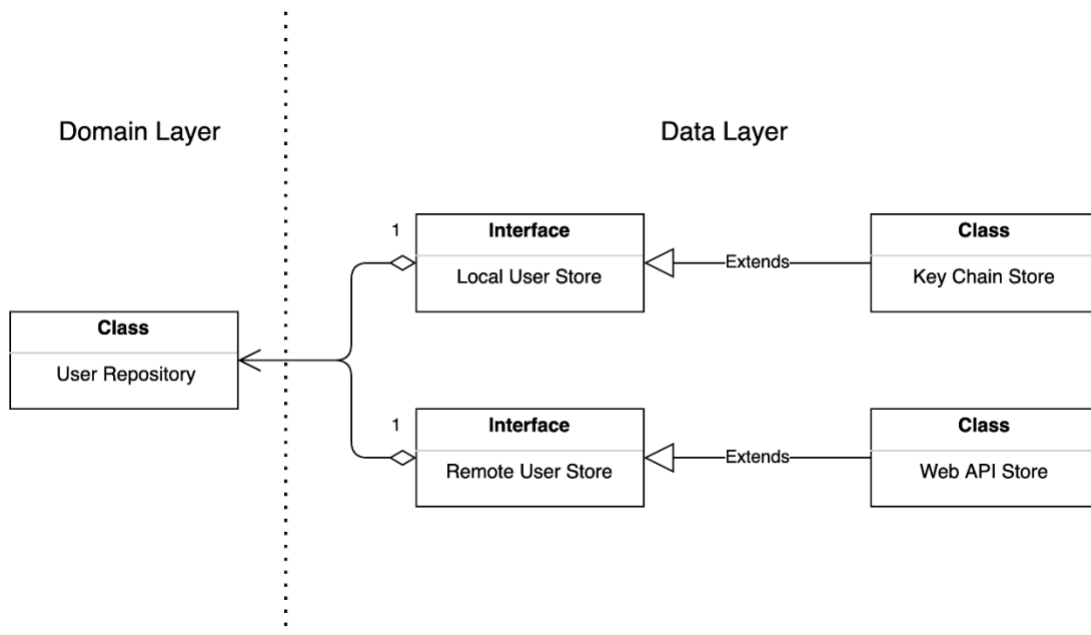 Domain Layer
Data Layer
1
Interface
Local User Store
Extends
Class
Key Chain Store
Class
User Repository
1
Interface
Remote User Store
Extends
Class
Web API Store